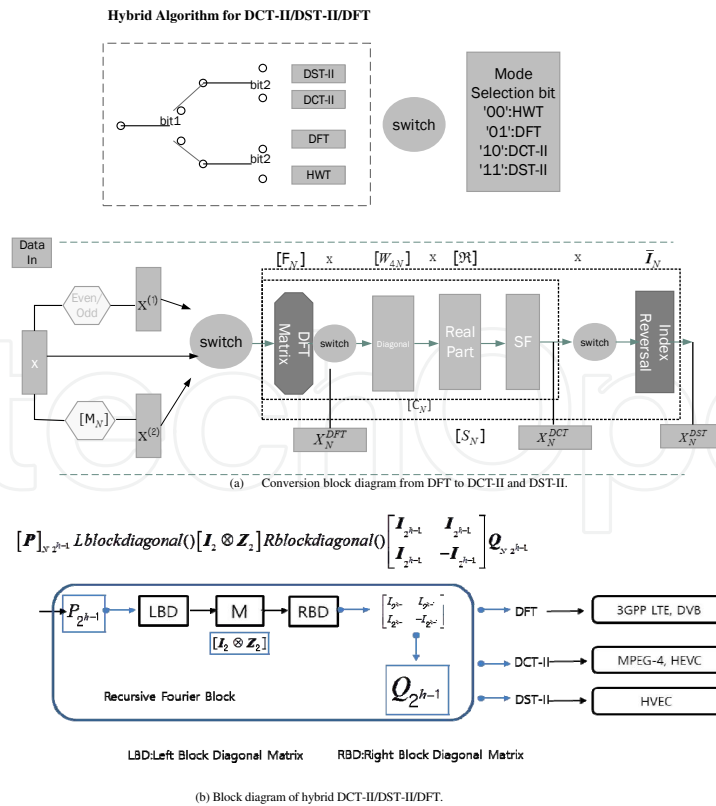 Hybrid Algorithm for DCT-II/DST-II/DFT
DST-II
bit2
DCT-II
bit1
DFT
bit2
HWT
switch
Mode
Selection bit
'00':HWT
'01':DFT
'10':DCT-II
'11':DST-II
Data
In
[F_N] x [W_{4N}] x [ℜ] x Ī_N
Even/
Odd
X^{(1)}
x
[M_N]
X^{(2)}
switch
DFT
Matrix
switch
Diagonal
Real
Part
SF
switch
Index
Reversal
[C_N]
[S_N]
X_N^{DFT}
X_N^{DCT}
X_N^{DST}
(a) Conversion block diagram from DFT to DCT-II and DST-II.
[P]_{N 2^{h-1}} Lblockdiagonal()[I_2 ⊗ Z_2] Rblockdiagonal() [I_{2^{h-1}} I_{2^{h-1}}
I_{2^{h-1}} -I_{2^{h-1}}] Q_{N 2^{h-1}}
P_{2^{h-1}}
LBD
M
RBD
[I_2 ⊗ Z_2]
Q_{2^{h-1}}
Recursive Fourier Block
DFT
3GPP LTE, DVB
DCT-II
MPEG-4, HEVC
DST-II
HVEC
LBD:Left Block Diagonal Matrix RBD:Right Block Diagonal Matrix
(b) Block diagram of hybrid DCT-II/DST-II/DFT.